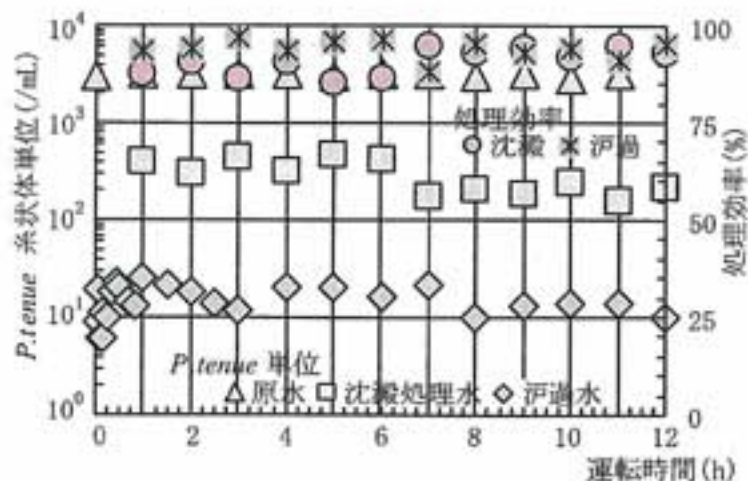 10⁴
10³
10²
10¹
10⁰
P.tenue 糸状体単位(/mL)
100
75
50
25
0
処理効率(%)
処理効率
沈澱 沪過
P.tenue 単位
原水 沈澱処理水 沪過水
0 2 4 6 8 10 12
運転時間(h)